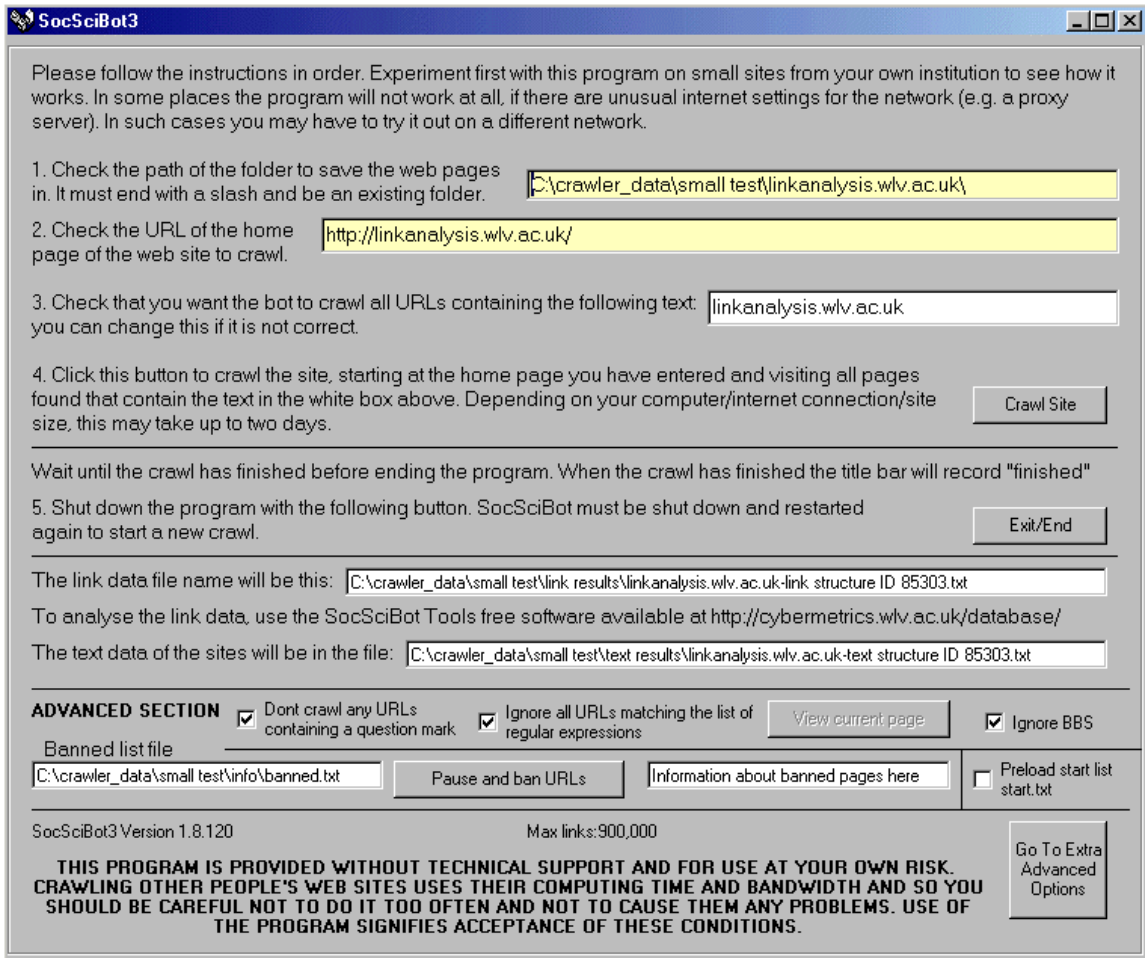 SocSciBot3
Please follow the instructions in order. Experiment first with this program on small sites from your own institution to see how it
works. In some places the program will not work at all, if there are unusual internet settings for the network (e.g. a proxy
server). In such cases you may have to try it out on a different network.
1. Check the path of the folder to save the web pages
in. It must end with a slash and be an existing folder.
C:\crawler_data\small test\linkanalysis.wlv.ac.uk\
2. Check the URL of the home
page of the web site to crawl.
http://linkanalysis.wlv.ac.uk/
3. Check that you want the bot to crawl all URLs containing the following text:
you can change this if it is not correct.
linkanalysis.wlv.ac.uk
4. Click this button to crawl the site, starting at the home page you have entered and visiting all pages
found that contain the text in the white box above. Depending on your computer/internet connection/site
size, this may take up to two days.
Crawl Site
Wait until the crawl has finished before ending the program. When the crawl has finished the title bar will record "finished"
5. Shut down the program with the following button. SocSciBot must be shut down and restarted
again to start a new crawl.
Exit/End
The link data file name will be this: C:\crawler_data\small test\link results\linkanalysis.wlv.ac.uk-link structure ID 85303.txt
To analyse the link data, use the SocSciBot Tools free software available at http://cybermetrics.wlv.ac.uk/database/
The text data of the sites will be in the file: C:\crawler_data\small test\text results\linkanalysis.wlv.ac.uk-text structure ID 85303.txt
ADVANCED SECTION
Dont crawl any URLs
containing a question mark
Ignore all URLs matching the list of
regular expressions
View current page
Ignore BBS
Banned list file
C:\crawler_data\small test\info\banned.txt
Pause and ban URLs
Information about banned pages here
Preload start list
start.txt
SocSciBot3 Version 1.8.120
Max links:900,000
Go To Extra
Advanced
Options
THIS PROGRAM IS PROVIDED WITHOUT TECHNICAL SUPPORT AND FOR USE AT YOUR OWN RISK.
CRAWLING OTHER PEOPLE'S WEB SITES USES THEIR COMPUTING TIME AND BANDWIDTH AND SO YOU
SHOULD BE CAREFUL NOT TO DO IT TOO OFTEN AND NOT TO CAUSE THEM ANY PROBLEMS. USE OF
THE PROGRAM SIGNIFIES ACCEPTANCE OF THESE CONDITIONS.